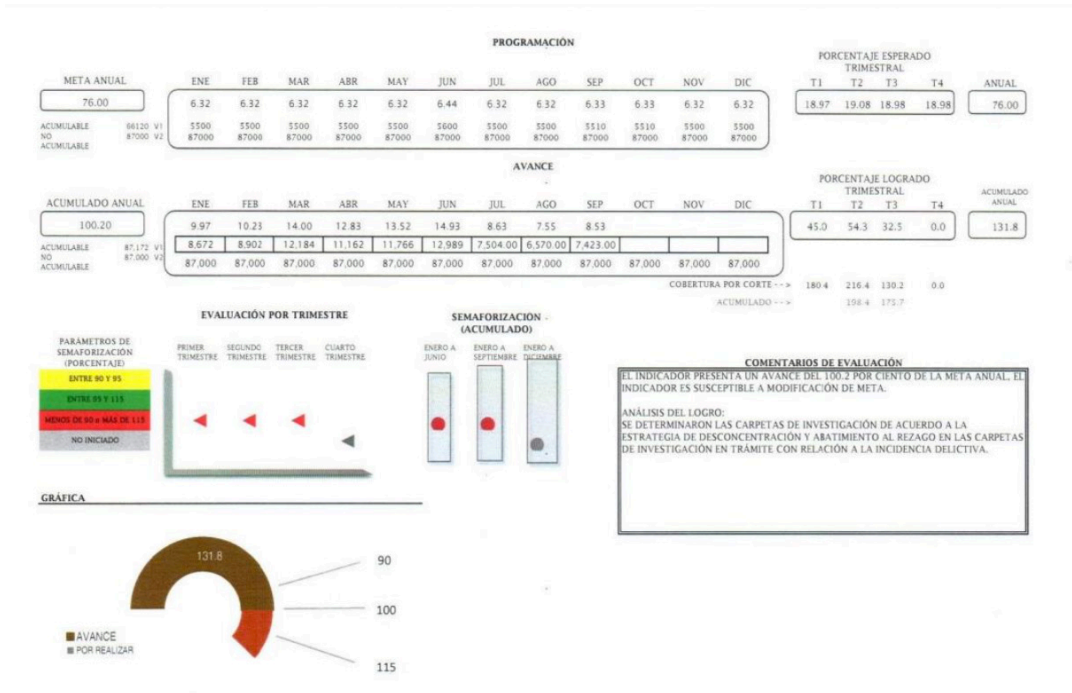 PROGRAMACIÓN
PORCENTAJE ESPERADO
TRIMESTRAL
META ANUAL ENE FEB MAR ABR MAY JUN JUL AGO SEP OCT NOV DIC T1 T2 T3 T4 ANUAL
76.00 6.32 6.32 6.32 6.32 6.32 6.44 6.32 6.32 6.33 6.33 6.32 6.32 18.97 19.08 18.98 18.98 76.00
ACUMULABLE 66120 V1 5500 5500 5500 5500 5500 5600 5500 5500 5510 5510 5500 5500
NO 87000 V2 87000 87000 87000 87000 87000 87000 87000 87000 87000 87000 87000 87000
ACUMULABLE
AVANCE
PORCENTAJE LOGRADO
TRIMESTRAL
ACUMULADO
ANUAL
ACUMULADO ANUAL ENE FEB MAR ABR MAY JUN JUL AGO SEP OCT NOV DIC T1 T2 T3 T4
100.20 9.97 10.23 14.00 12.83 13.52 14.93 8.63 7.55 8.53 45.0 54.3 32.5 0.0 131.8
ACUMULABLE 87,172 V1 8,672 8,902 12,184 11,162 11,766 12,989 7,504.00 6,570.00 7,423.00
NO 87.000 V2 87,000 87,000 87,000 87,000 87,000 87,000 87,000 87,000 87,000 87,000 87,000 87,000
ACUMULABLE
COBERTURA POR CORTE --> 180.4 216.4 130.2 0.0
ACUMULADO --> 198.4 175.7
EVALUACIÓN POR TRIMESTRE
SEMAFORIZACION -
(ACUMULADO)
PARAMETROS DE
SEMAFORIZACIÓN
(PORCENTAJE)
PRIMER TRIMESTRE
SEGUNDO TRIMESTRE
TERCER TRIMESTRE
CUARTO TRIMESTRE
ENERO A JUNIO
ENERO A SEPTIEMBRE
ENERO A DICIEMBRE
ENTRE 90 Y 95
ENTRE 95 Y 115
MENOS DE 90 o MÁS DE 115
NO INICIADO
COMENTARIOS DE EVALUACIÓN
EL INDICADOR PRESENTA UN AVANCE DEL 100.2 POR CIENTO DE LA META ANUAL, EL
INDICADOR ES SUSCEPTIBLE A MODIFICACIÓN DE META.
ANÁLISIS DEL LOGRO:
SE DETERMINARON LAS CARPETAS DE INVESTIGACIÓN DE ACUERDO A LA
ESTRATEGIA DE DESCONCENTRACIÓN Y ABATIMIENTO AL REZAGO EN LAS CARPETAS
DE INVESTIGACIÓN EN TRÁMITE CON RELACIÓN A LA INCIDENCIA DELICTIVA.
GRÁFICA
131.8
90
100
115
AVANCE
POR REALIZAR